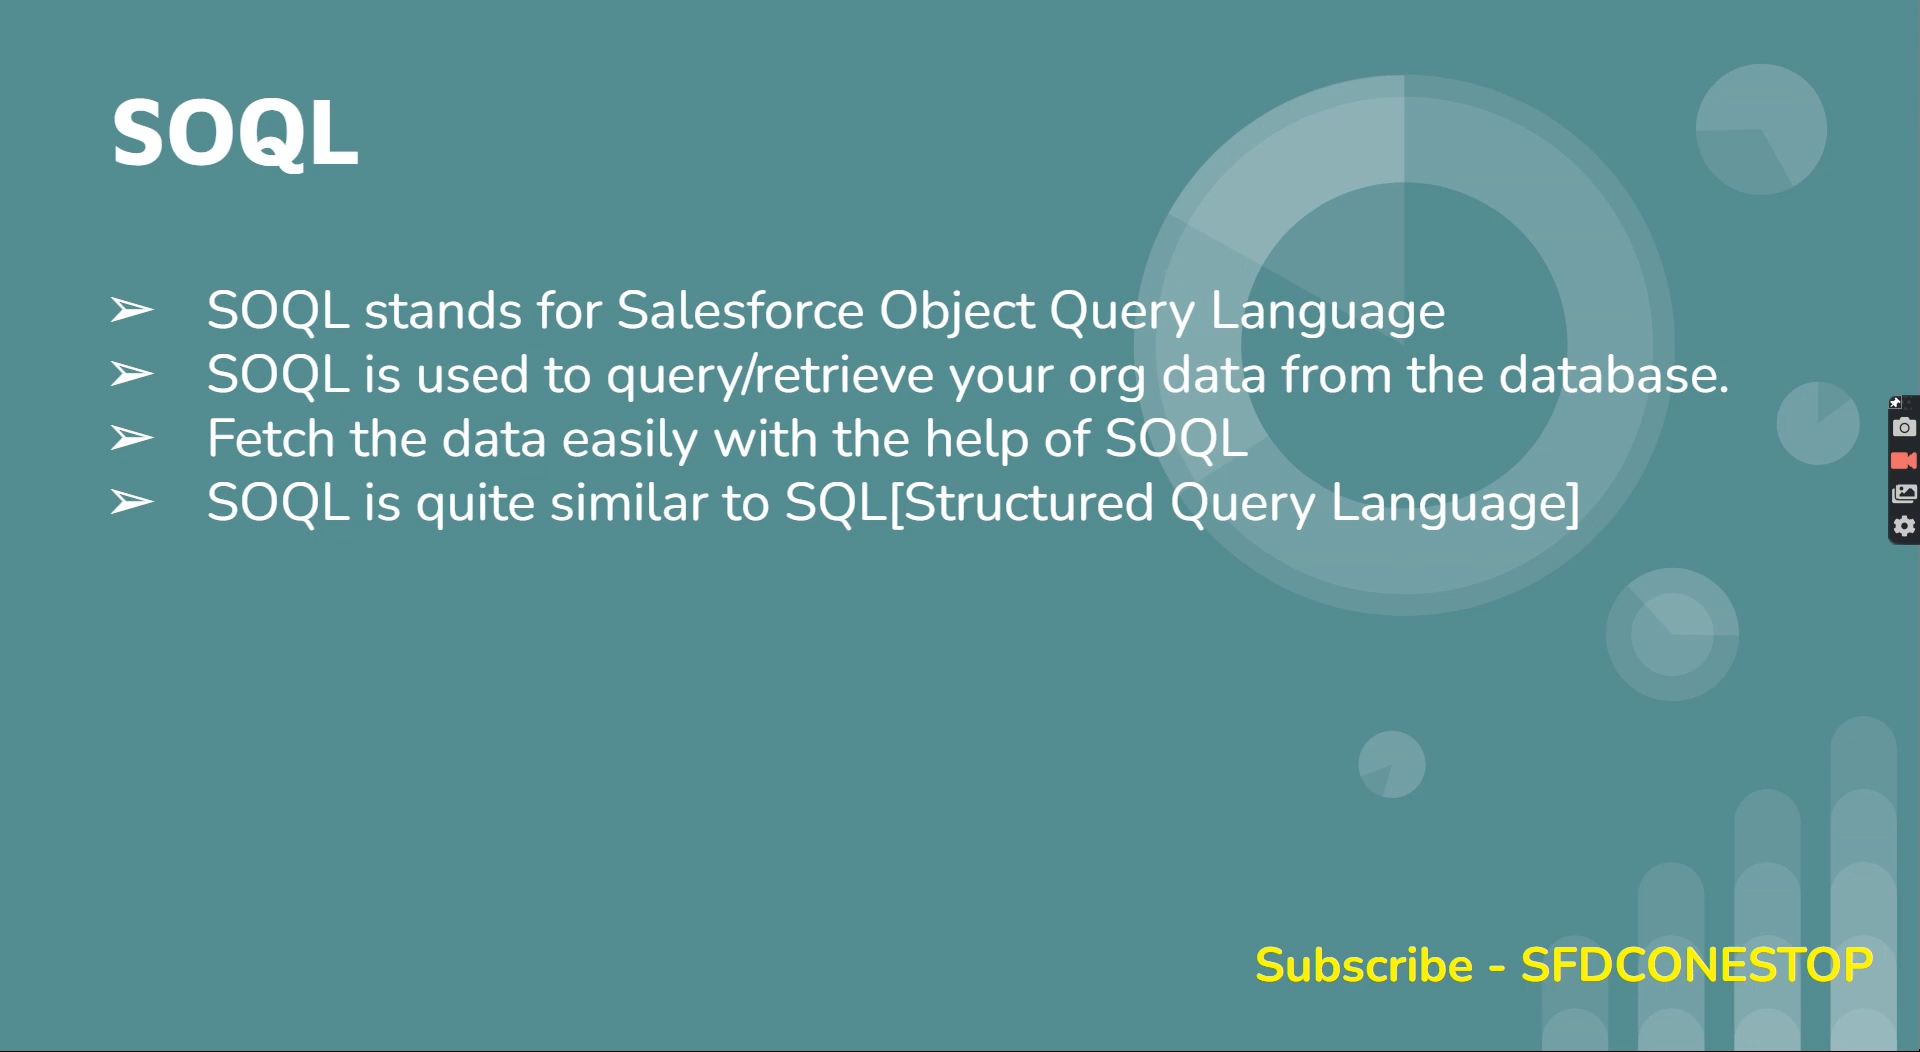 SOQL
➢ SOQL stands for Salesforce Object Query Language
➢ SOQL is used to query/retrieve your org data from the database.
➢ Fetch the data easily with the help of SOQL
➢ SOQL is quite similar to SQL[Structured Query Language]
Subscribe - SFDCONESTOP